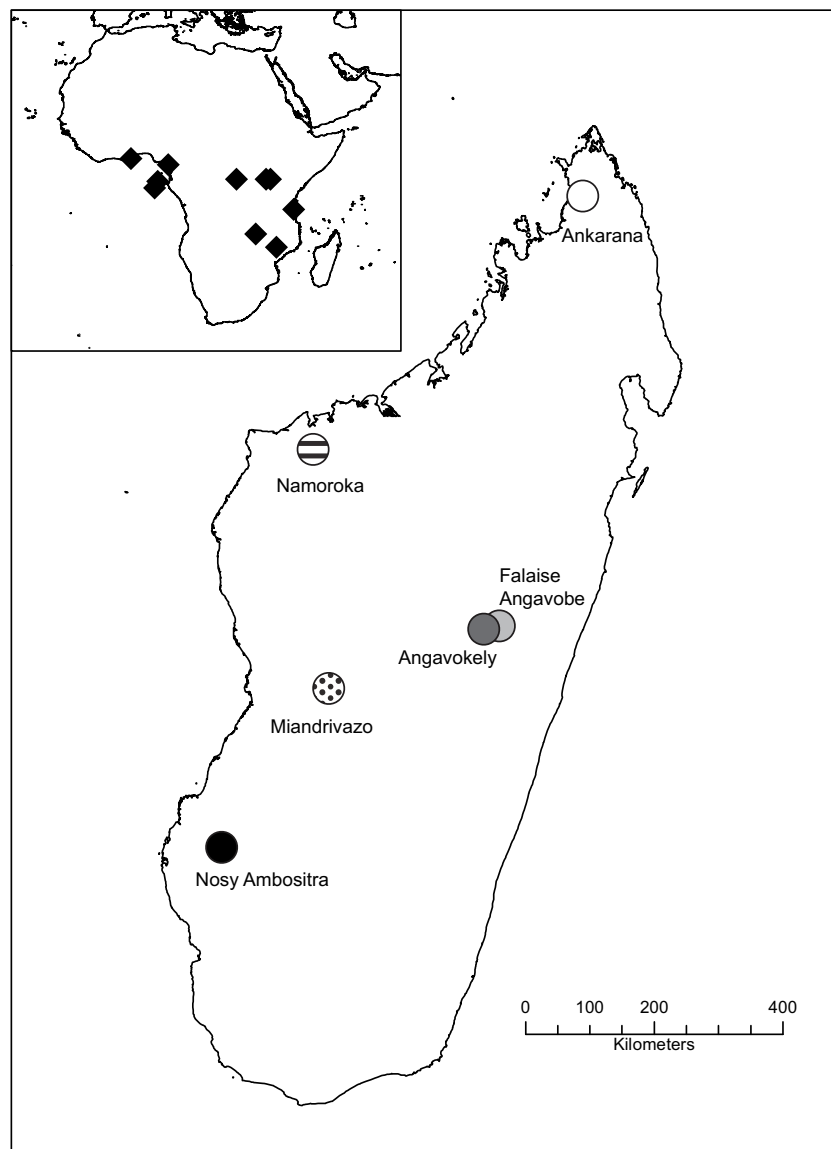 Ankarana
Namoroka
Falaise
Angavobe
Angavokely
Miandrivazo
Nosy Ambositra
0 100 200 400
Kilometers